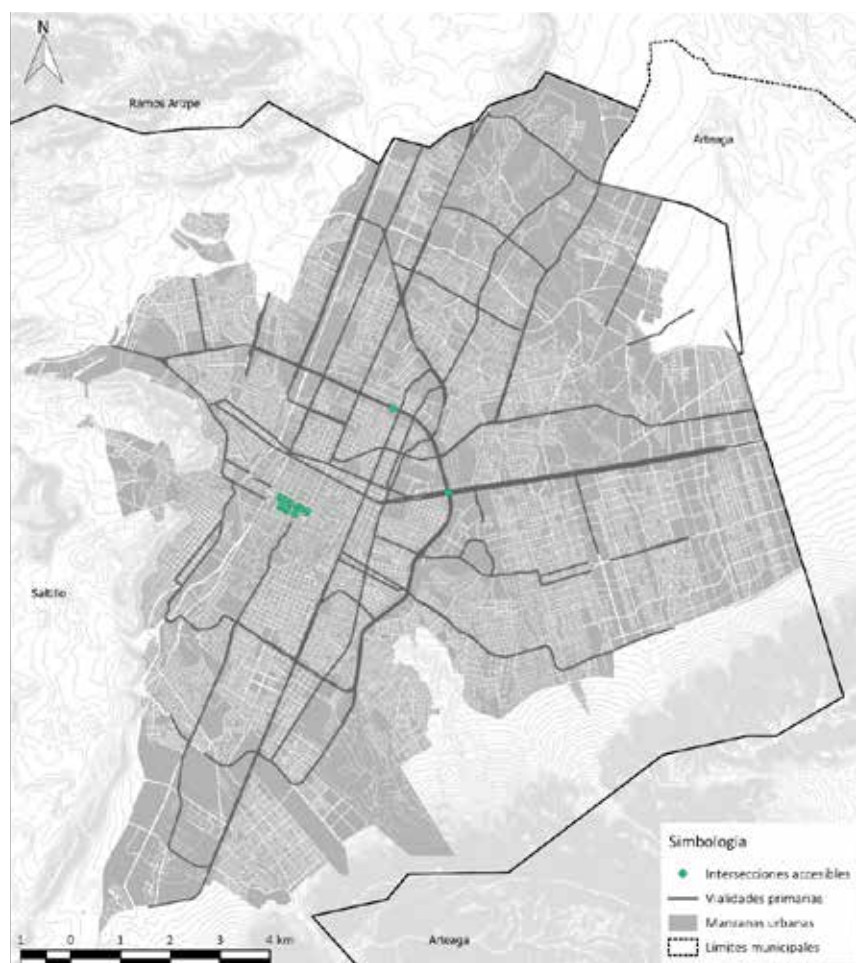 N
Ramos Arizpe
Arteaga
Saltillo
Simbología
Intersecciones accesibles
Vialidades primarias
Manzanas urbanas
Límites municipales
1 0 1 2 3 4 km
Arteaga